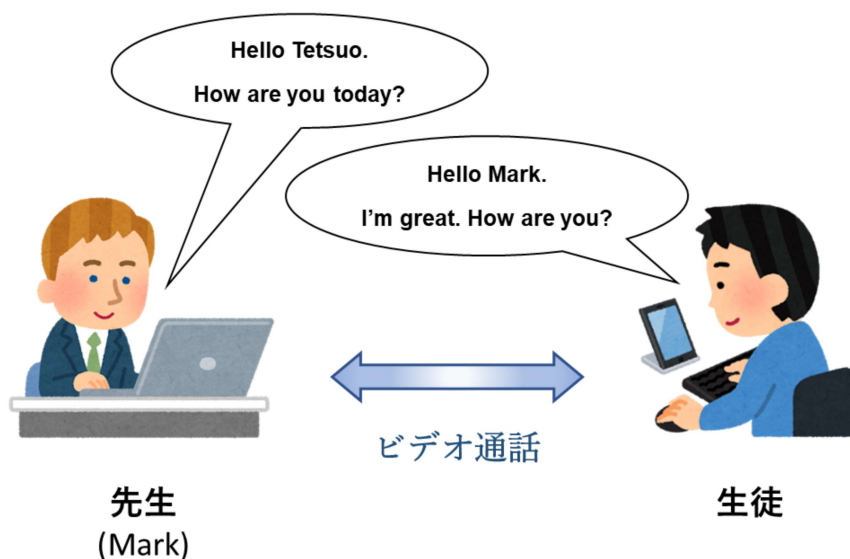 Hello Tetsuo.
How are you today?
Hello Mark.
I'm great. How are you?
ビデオ通話
先生
(Mark)
生徒